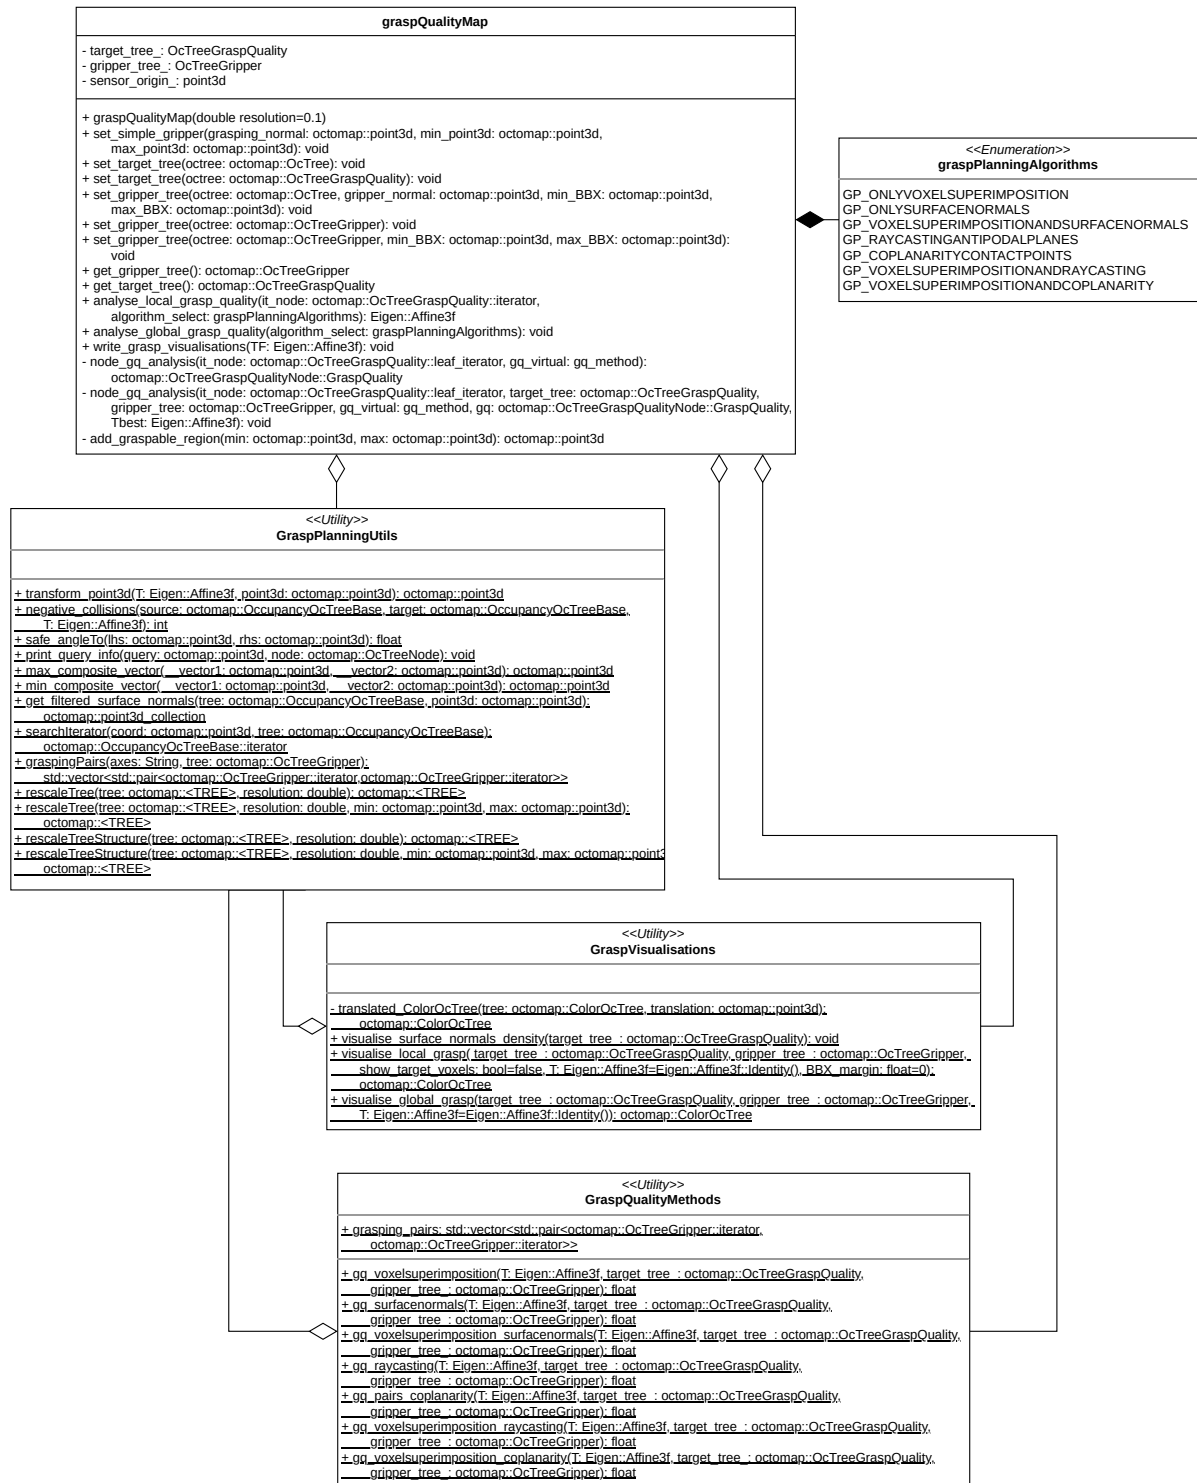 graspQualityMap
- target_tree_: OcTreeGraspQuality
- gripper_tree_: OcTreeGripper
- sensor_origin_: point3d
+ graspQualityMap(double resolution=0.1)
+ set_simple_gripper(grasping_normal: octomap::point3d, min_point3d: octomap::point3d,
max_point3d: octomap::point3d): void
+ set_target_tree(octree: octomap::OcTree): void
+ set_target_tree(octree: octomap::OcTreeGraspQuality): void
+ set_gripper_tree(octree: octomap::OcTree, gripper_normal: octomap::point3d, min_BBX: octomap::point3d,
max_BBX: octomap::point3d): void
+ set_gripper_tree(octree: octomap::OcTreeGripper): void
+ set_gripper_tree(octree: octomap::OcTreeGripper, min_BBX: octomap::point3d, max_BBX: octomap::point3d):
void
+ get_gripper_tree(): octomap::OcTreeGripper
+ get_target_tree(): octomap::OcTreeGraspQuality
+ analyse_local_grasp_quality(it_node: octomap::OcTreeGraspQuality::iterator,
algorithm_select: graspPlanningAlgorithms): Eigen::Affine3f
+ analyse_global_grasp_quality(algorithm_select: graspPlanningAlgorithms): void
+ write_grasp_visualisations(TF: Eigen::Affine3f): void
- node_gq_analysis(it_node: octomap::OcTreeGraspQuality::leaf_iterator, gq_virtual: gq_method):
octomap::OcTreeGraspQualityNode::GraspQuality
- node_gq_analysis(it_node: octomap::OcTreeGraspQuality::leaf_iterator, target_tree: octomap::OcTreeGraspQuality,
gripper_tree: octomap::OcTreeGripper, gq_virtual: gq_method, gq: octomap::OcTreeGraspQualityNode::GraspQuality,
Tbest: Eigen::Affine3f): void
- add_graspable_region(min: octomap::point3d, max: octomap::point3d): octomap::point3d
<<Enumeration>>
graspPlanningAlgorithms
GP_ONLYVOXELSUPERIMPOSITION
GP_ONLYSURFACENORMALS
GP_VOXELSUPERIMPOSITIONANDSURFACENORMALS
GP_RAYCASTINGANTIPODALPLANES
GP_COPLANARITYCONTACTPOINTS
GP_VOXELSUPERIMPOSITIONANDRAYCASTING
GP_VOXELSUPERIMPOSITIONANDCOPLANARITY
<<Utility>>
GraspPlanningUtils
+ transform_point3d(T: Eigen::Affine3f, point3d: octomap::point3d): octomap::point3d
+ negative_collisions(source: octomap::OccupancyOcTreeBase, target: octomap::OccupancyOcTreeBase,
T: Eigen::Affine3f): int
+ safe_angleTo(lhs: octomap::point3d, rhs: octomap::point3d): float
+ print_query_info(query: octomap::point3d, node: octomap::OcTreeNode): void
+ max_composite_vector(__vector1: octomap::point3d, __vector2: octomap::point3d): octomap::point3d
+ min_composite_vector(__vector1: octomap::point3d, __vector2: octomap::point3d): octomap::point3d
+ get_filtered_surface_normals(tree: octomap::OccupancyOcTreeBase, point3d: octomap::point3d):
octomap::point3d_collection
+ searchIterator(coord: octomap::point3d, tree: octomap::OccupancyOcTreeBase):
octomap::OccupancyOcTreeBase::iterator
+ graspingPairs(axes: String, tree: octomap::OcTreeGripper):
std::vector<std::pair<octomap::OcTreeGripper::iterator,octomap::OcTreeGripper::iterator>>
+ rescaleTree(tree: octomap::<TREE>, resolution: double): octomap::<TREE>
+ rescaleTree(tree: octomap::<TREE>, resolution: double, min: octomap::point3d, max: octomap::point3d):
octomap::<TREE>
+ rescaleTreeStructure(tree: octomap::<TREE>, resolution: double): octomap::<TREE>
+ rescaleTreeStructure(tree: octomap::<TREE>, resolution: double, min: octomap::point3d, max: octomap::point3
octomap::<TREE>
<<Utility>>
GraspVisualisations
- translated_ColorOcTree(tree: octomap::ColorOcTree, translation: octomap::point3d):
octomap::ColorOcTree
+ visualise_surface_normals_density(target_tree_: octomap::OcTreeGraspQuality): void
+ visualise_local_grasp( target_tree_: octomap::OcTreeGraspQuality, gripper_tree_: octomap::OcTreeGripper,
show_target_voxels: bool=false, T: Eigen::Affine3f=Eigen::Affine3f::Identity(), BBX_margin: float=0):
octomap::ColorOcTree
+ visualise_global_grasp(target_tree_: octomap::OcTreeGraspQuality, gripper_tree_: octomap::OcTreeGripper,
T: Eigen::Affine3f=Eigen::Affine3f::Identity()): octomap::ColorOcTree
<<Utility>>
GraspQualityMethods
+ grasping_pairs: std::vector<std::pair<octomap::OcTreeGripper::iterator,
octomap::OcTreeGripper::iterator>>
+ gq_voxelsuperimposition(T: Eigen::Affine3f, target_tree_: octomap::OcTreeGraspQuality,
gripper_tree_: octomap::OcTreeGripper): float
+ gq_surfacenormals(T: Eigen::Affine3f, target_tree_: octomap::OcTreeGraspQuality,
gripper_tree_: octomap::OcTreeGripper): float
+ gq_voxelsuperimposition_surfacenormals(T: Eigen::Affine3f, target_tree_: octomap::OcTreeGraspQuality,
gripper_tree_: octomap::OcTreeGripper): float
+ gq_raycasting(T: Eigen::Affine3f, target_tree_: octomap::OcTreeGraspQuality,
gripper_tree_: octomap::OcTreeGripper): float
+ gq_pairs_coplanarity(T: Eigen::Affine3f, target_tree_: octomap::OcTreeGraspQuality,
gripper_tree_: octomap::OcTreeGripper): float
+ gq_voxelsuperimposition_raycasting(T: Eigen::Affine3f, target_tree_: octomap::OcTreeGraspQuality,
gripper_tree_: octomap::OcTreeGripper): float
+ gq_voxelsuperimposition_coplanarity(T: Eigen::Affine3f, target_tree_: octomap::OcTreeGraspQuality,
gripper_tree_: octomap::OcTreeGripper): float